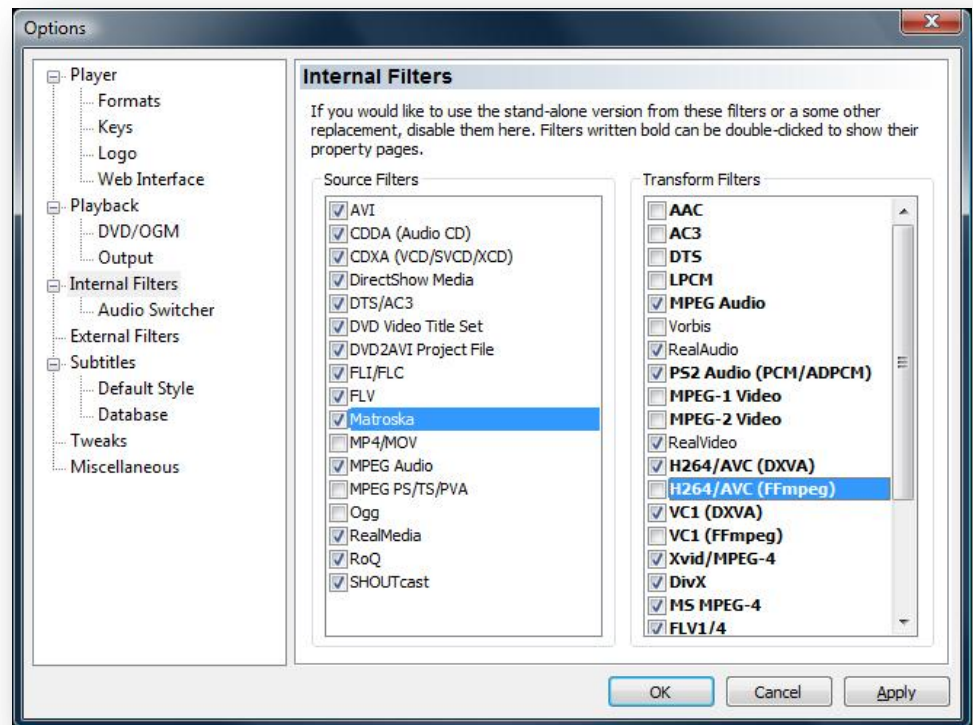 Options
Player
Formats
Keys
Logo
Web Interface
Playback
DVD/OGM
Output
Internal Filters
Audio Switcher
External Filters
Subtitles
Default Style
Database
Tweaks
Miscellaneous
Internal Filters
If you would like to use the stand-alone version from these filters or a some other
replacement, disable them here. Filters written bold can be double-clicked to show their
property pages.
Source Filters
AVI
CDDA (Audio CD)
CDXA (VCD/SVCD/XCD)
DirectShow Media
DTS/AC3
DVD Video Title Set
DVD2AVI Project File
FLI/FLC
FLV
Matroska
MP4/MOV
MPEG Audio
MPEG PS/TS/PVA
Ogg
RealMedia
RoQ
SHOUTcast
Transform Filters
AAC
AC3
DTS
LPCM
MPEG Audio
Vorbis
RealAudio
PS2 Audio (PCM/ADPCM)
MPEG-1 Video
MPEG-2 Video
RealVideo
H264/AVC (DXVA)
H264/AVC (FFmpeg)
VC1 (DXVA)
VC1 (FFmpeg)
Xvid/MPEG-4
DivX
MS MPEG-4
FLV1/4
OK
Cancel
Apply